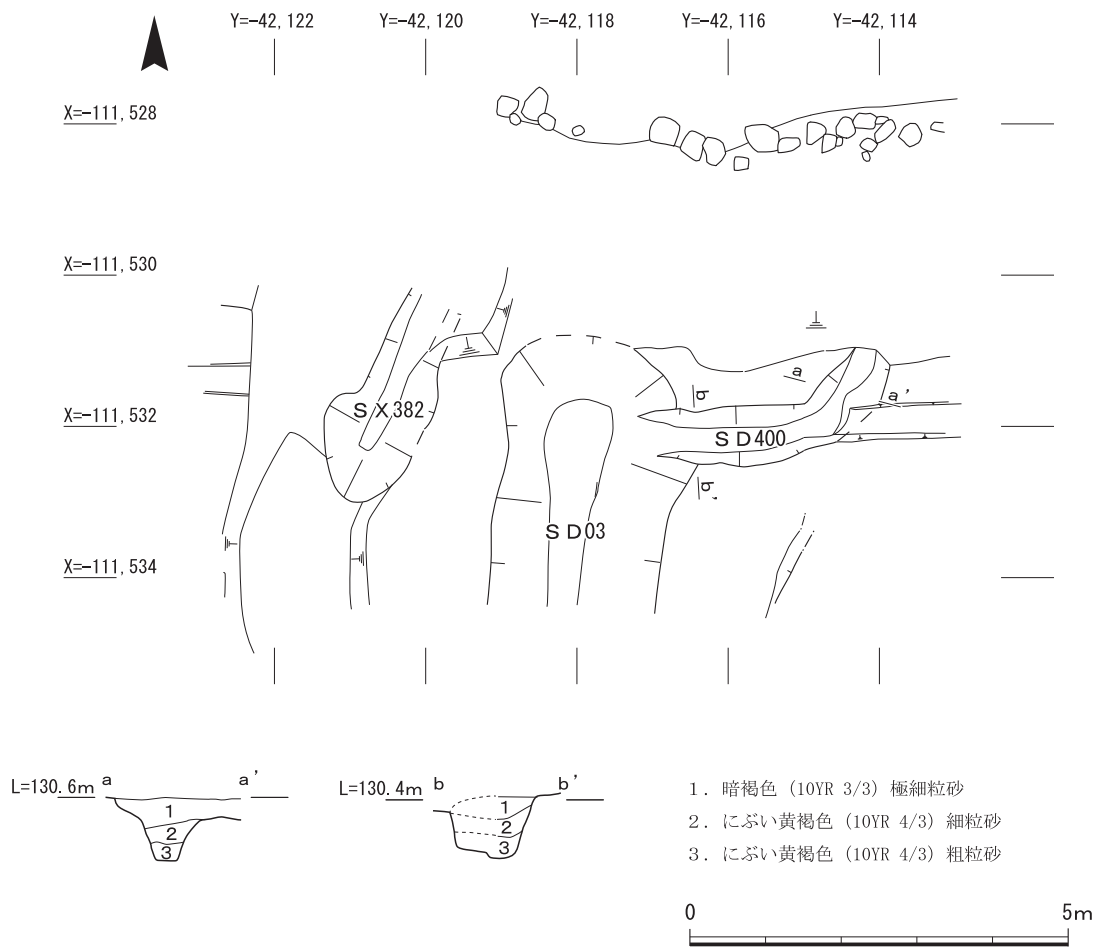 Y=-42,122 Y=-42,120 Y=-42,118 Y=-42,116 Y=-42,114
X=-111,528
X=-111,530
a
b a'
X=-111,532 SX382
SD400
b'
SD03
X=-111,534
L=130.6m a a' L=130.4m b b'
1 1
2 2
3 3
1. 暗褐色 (10YR 3/3) 極細粒砂
2. にぶい黄褐色 (10YR 4/3) 細粒砂
3. にぶい黄褐色 (10YR 4/3) 粗粒砂
0 5m